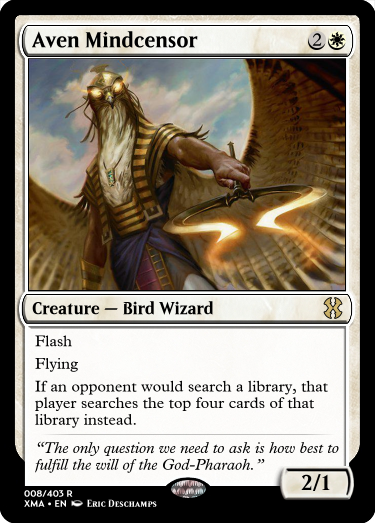 Aven Mindcensor 2
Creature — Bird Wizard
Flash
Flying
If an opponent would search a library, that
player searches the top four cards of that
library instead.
“The only question we need to ask is how best to
fulfill the will of the God-Pharaoh.”
2/1
008/403 R
XMA • EN Eric Deschamps